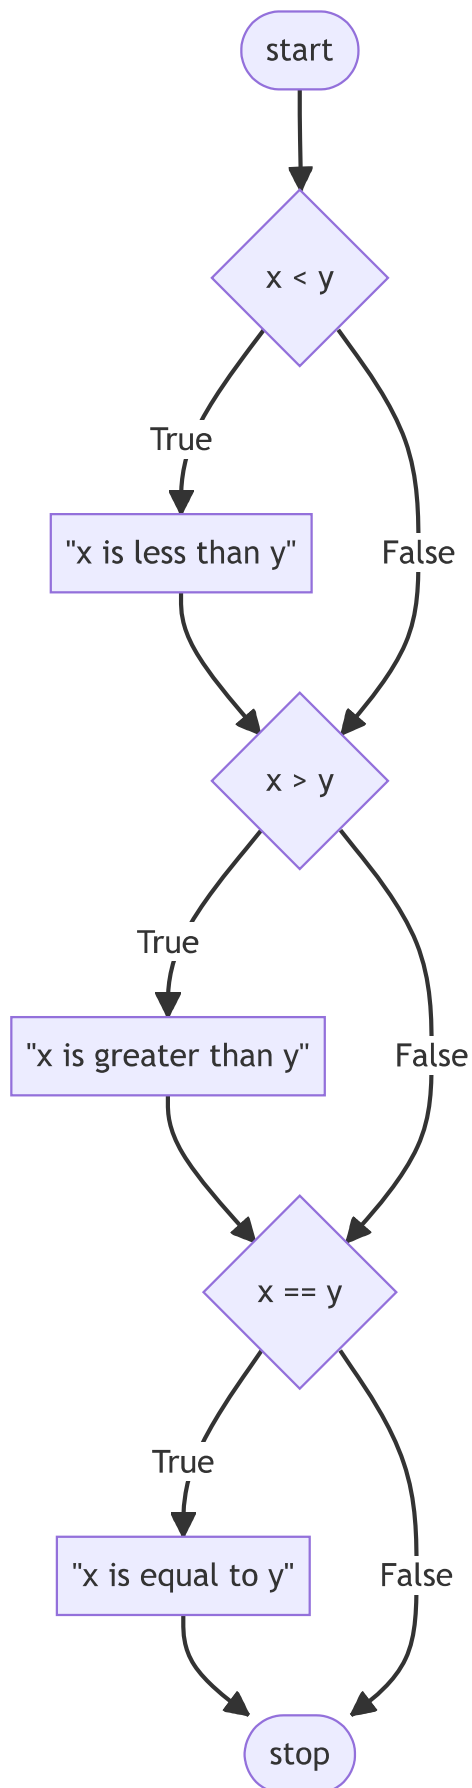 start
x < y
True
"x is less than y"
False
x > y
True
"x is greater than y"
False
x == y
True
"x is equal to y"
False
stop